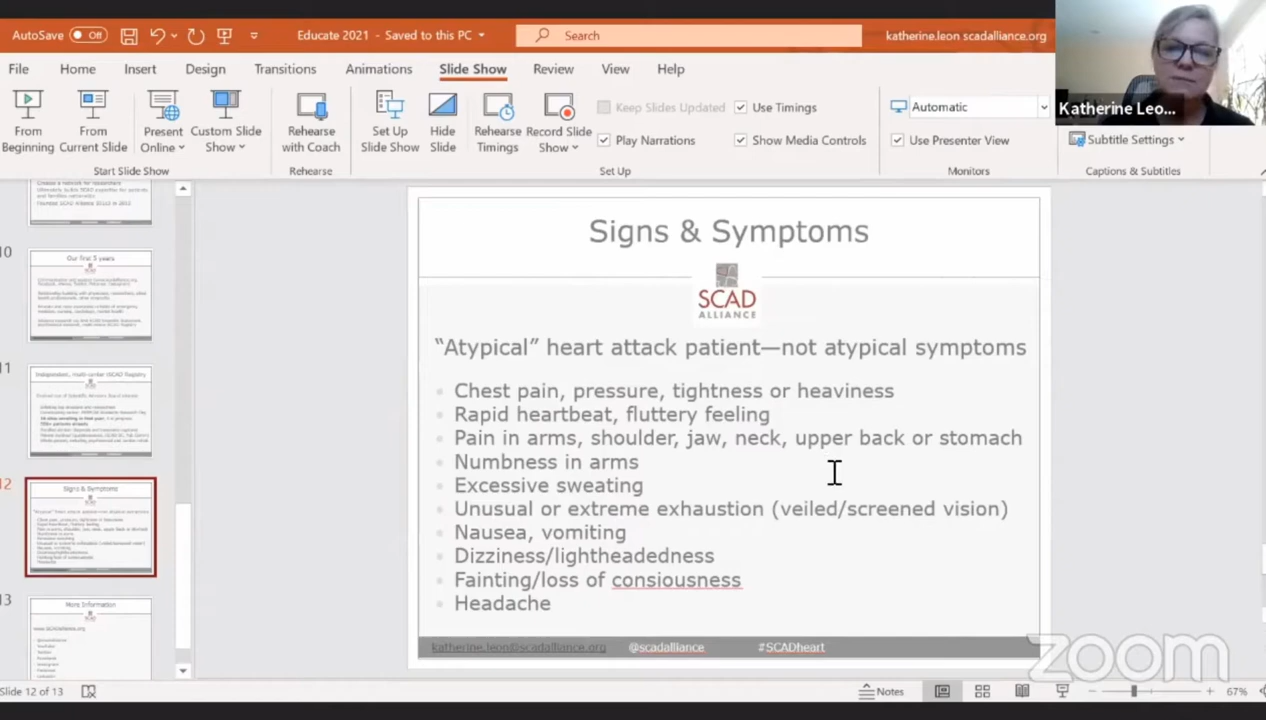 AutoSave Off Educate 2021 - Saved to this PC Search katherine.leon scadalliance.org
File Home Insert Design Transitions Animations Slide Show Review View Help
Katherine Leo...
From Beginning
From Current Slide
Present Online
Custom Slide Show
Rehearse with Coach
Set Up Slide Show
Hide Slide
Rehearse Timings
Record Slide Show
Keep Slides Updated
Use Timings
Play Narrations
Show Media Controls
Automatic
Use Presenter View
Subtitle Settings
Start Slide Show Rehearse Set Up Monitors Captions & Subtitles
10
Our first 5 years
11
Independent, multi-center iSCAD Registry
12
Signs & Symptoms
13
More Information
www.SCADalliance.org
Signs & Symptoms
SCAD
ALLIANCE
“Atypical” heart attack patient—not atypical symptoms
Chest pain, pressure, tightness or heaviness
Rapid heartbeat, fluttery feeling
Pain in arms, shoulder, jaw, neck, upper back or stomach
Numbness in arms
Excessive sweating
Unusual or extreme exhaustion (veiled/screened vision)
Nausea, vomiting
Dizziness/lightheadedness
Fainting/loss of consiousness
Headache
katherine.leon@scadalliance.org @scadalliance #SCADheart
zoom
Slide 12 of 13 Notes 67%